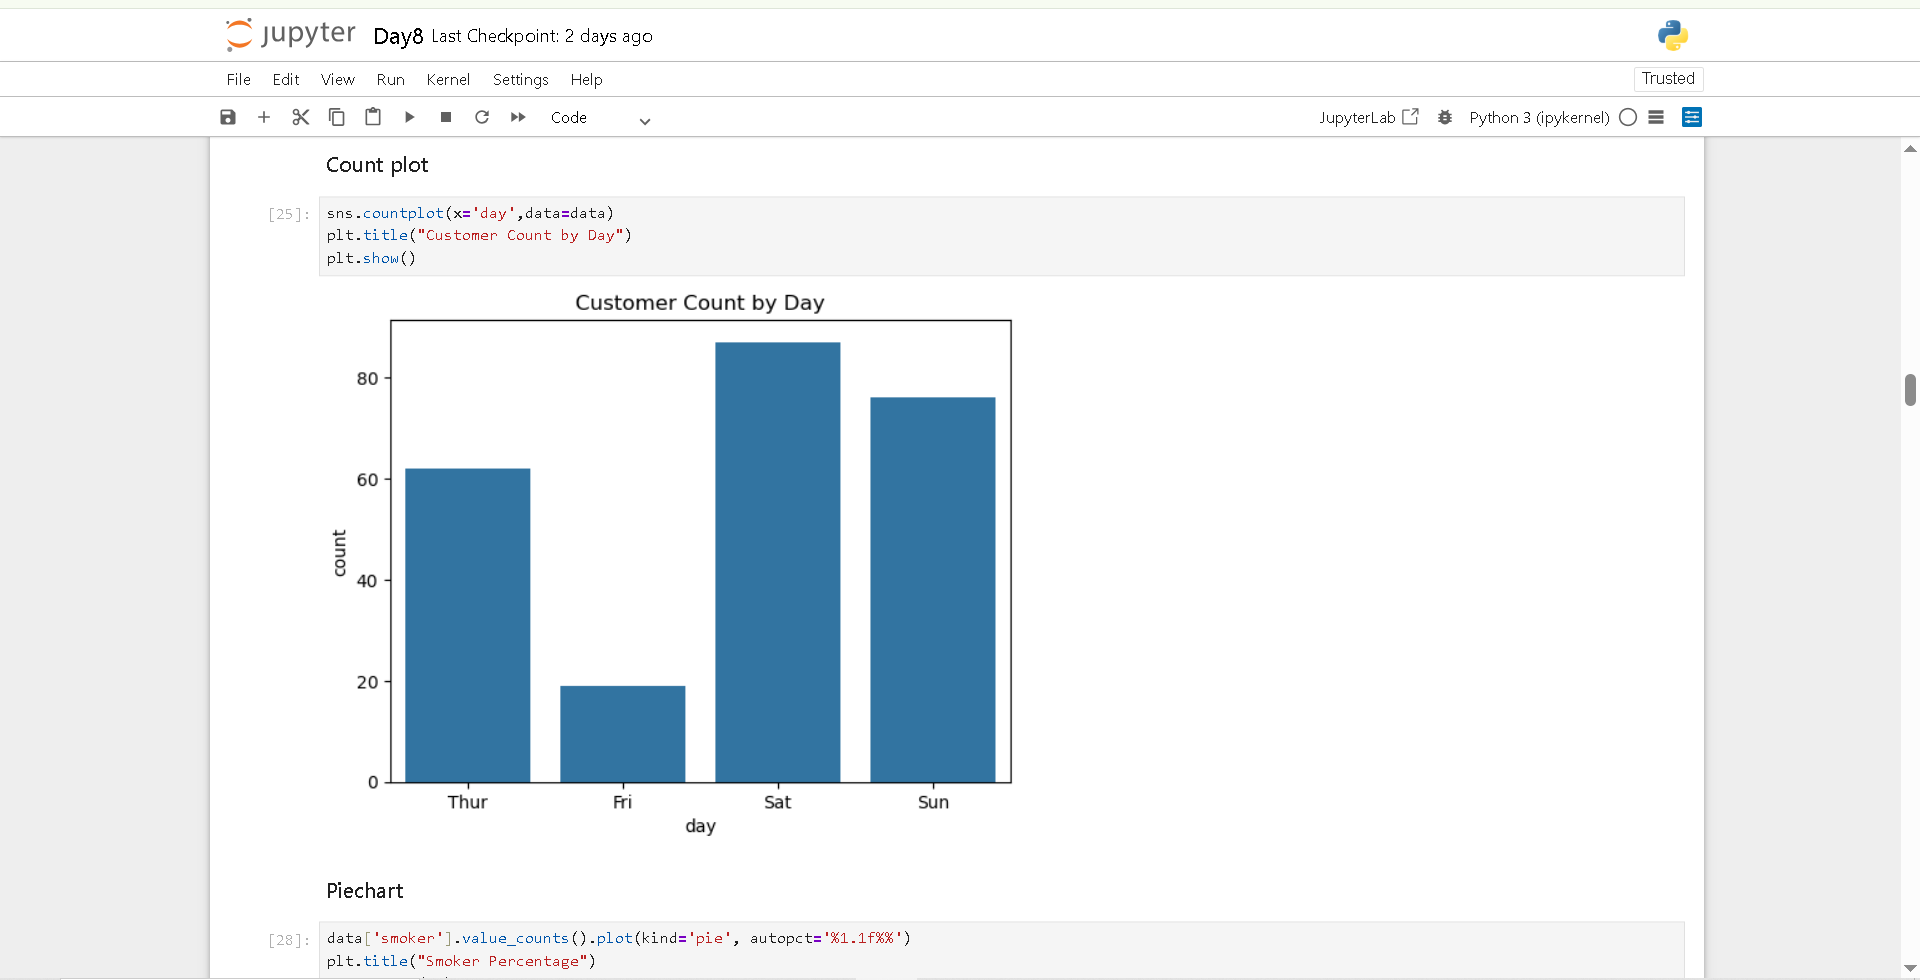 jupyter Day8 Last Checkpoint: 2 days ago
File Edit View Run Kernel Settings Help
Trusted
Code
JupyterLab Python 3 (ipykernel)
Count plot
[25]:
sns.countplot(x='day',data=data)
plt.title("Customer Count by Day")
plt.show()
Customer Count by Day
80
60
40
20
0
count
Thur Fri Sat Sun
day
Piechart
[28]:
data['smoker'].value_counts().plot(kind='pie', autopct='%1.1f%%')
plt.title("Smoker Percentage")